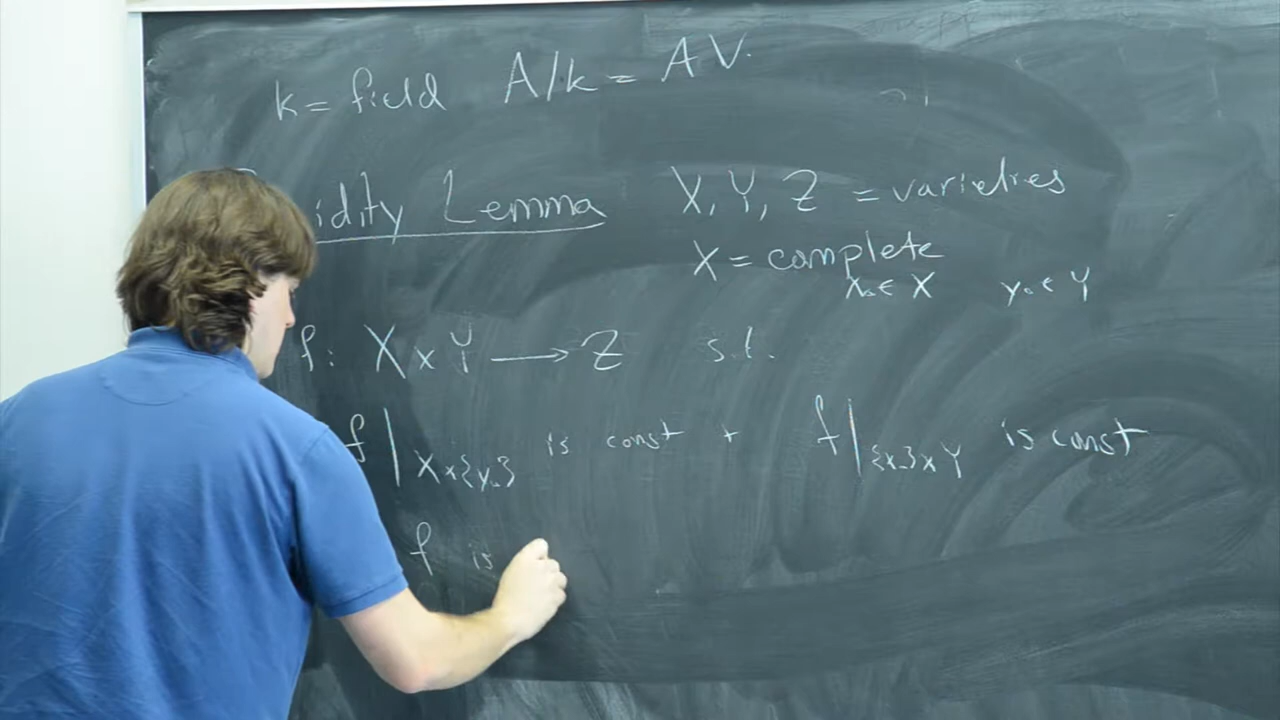 k = field A/k = AV.
idity Lemma X, Y, Z = varieties
X = complete
x₀ ∈ X y₀ ∈ Y
f: X × Y ⟶ Z s.t.
f|_{X×{y₀}} is const + f|_{{x₀}×Y} is const
f is